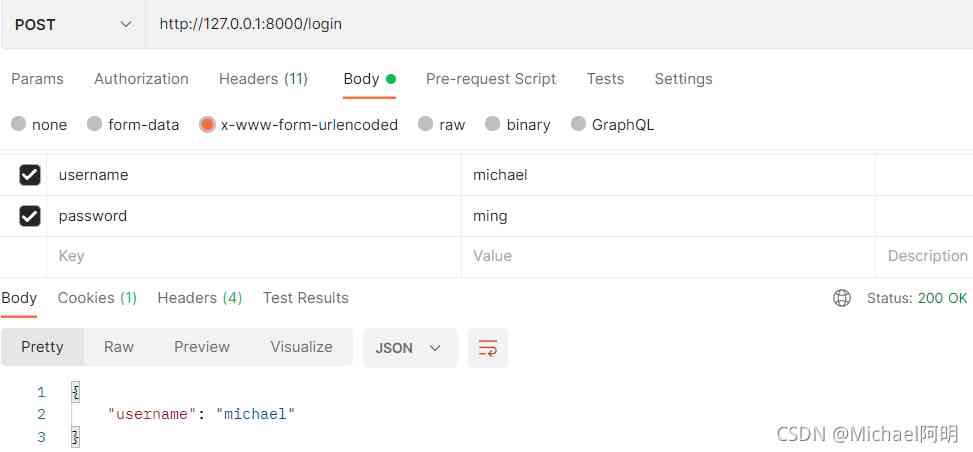 POST http://127.0.0.1:8000/login
Params Authorization Headers (11) Body Pre-request Script Tests Settings
none form-data x-www-form-urlencoded raw binary GraphQL
username michael
password ming
Key Value Description
Body Cookies (1) Headers (4) Test Results Status: 200 OK
Pretty Raw Preview Visualize JSON
1 {
2 "username": "michael"
3 }
CSDN @Michael阿明